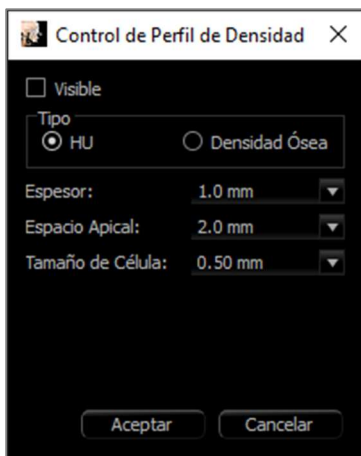 Control de Perfil de Densidad
Visible
Tipo
HU Densidad Ósea
Espesor: 1.0 mm
Espacio Apical: 2.0 mm
Tamaño de Célula: 0.50 mm
Aceptar Cancelar